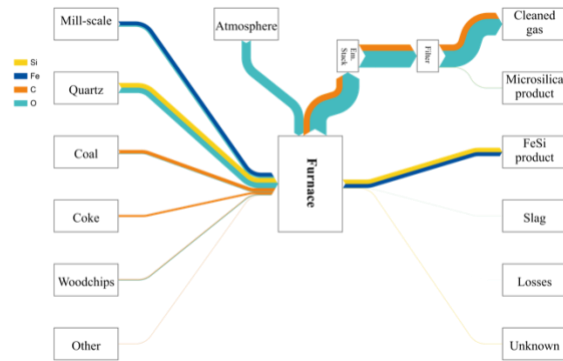 Mill-scale
Atmosphere
Cleaned
gas
Em.
Stack
Filter
Si
Fe
C
O
Quartz
Microsilica
product
Coal
Furnace
FeSi
product
Coke
Slag
Woodchips
Losses
Other
Unknown